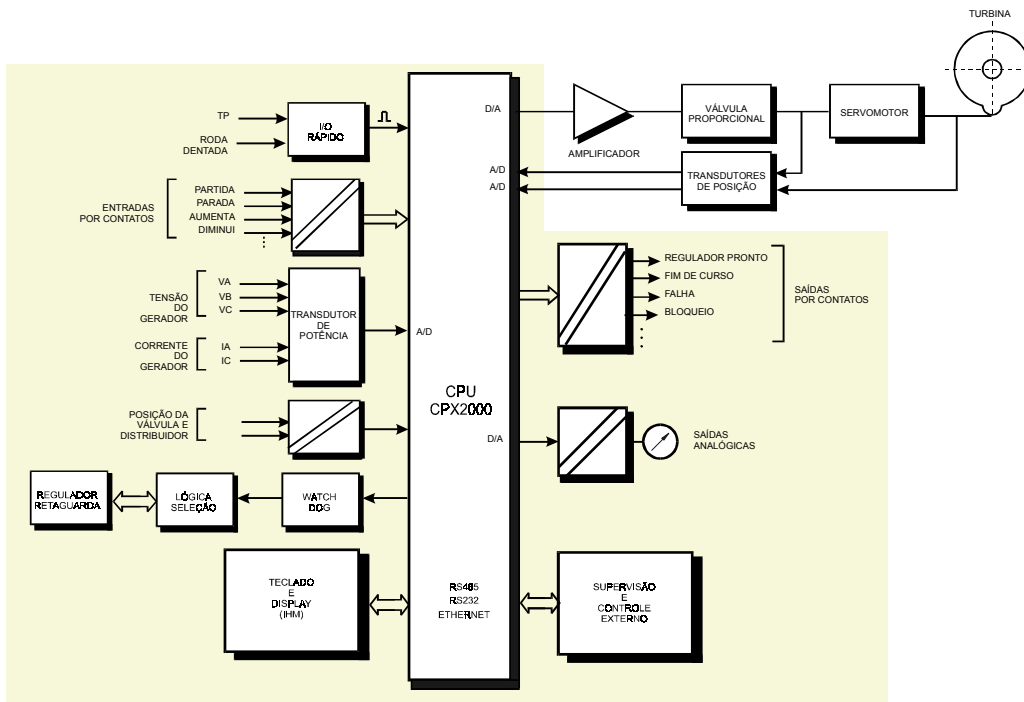 TURBINA
TP
RODA
DENTADA
I/O
RÁPIDO
D/A
AMPLIFICADOR
VÁLVULA
PROPORCIONAL
SERVOMOTOR
A/D
A/D
TRANSDUTORES
DE POSIÇÃO
ENTRADAS
POR CONTATOS
PARTIDA
PARADA
AUMENTA
DIMINUI
REGULADOR PRONTO
FIM DE CURSO
FALHA
BLOQUEIO
SAÍDAS
POR CONTATOS
TENSÃO
DO
GERADOR
VA
VB
VC
CORRENTE
DO
GERADOR
IA
IC
TRANSDUTOR
DE
POTÊNCIA
A/D
CPU
CPX2000
POSIÇÃO DA
VÁLVULA E
DISTRIBUIDOR
D/A
SAÍDAS
ANALÓGICAS
REGULADOR
RETAGUARDA
LÓGICA
SELEÇÃO
WATCH
DOG
TECLADO
E
DISPLAY
(IHM)
RS485
RS232
ETHERNET
SUPERVISÃO
E
CONTROLE
EXTERNO